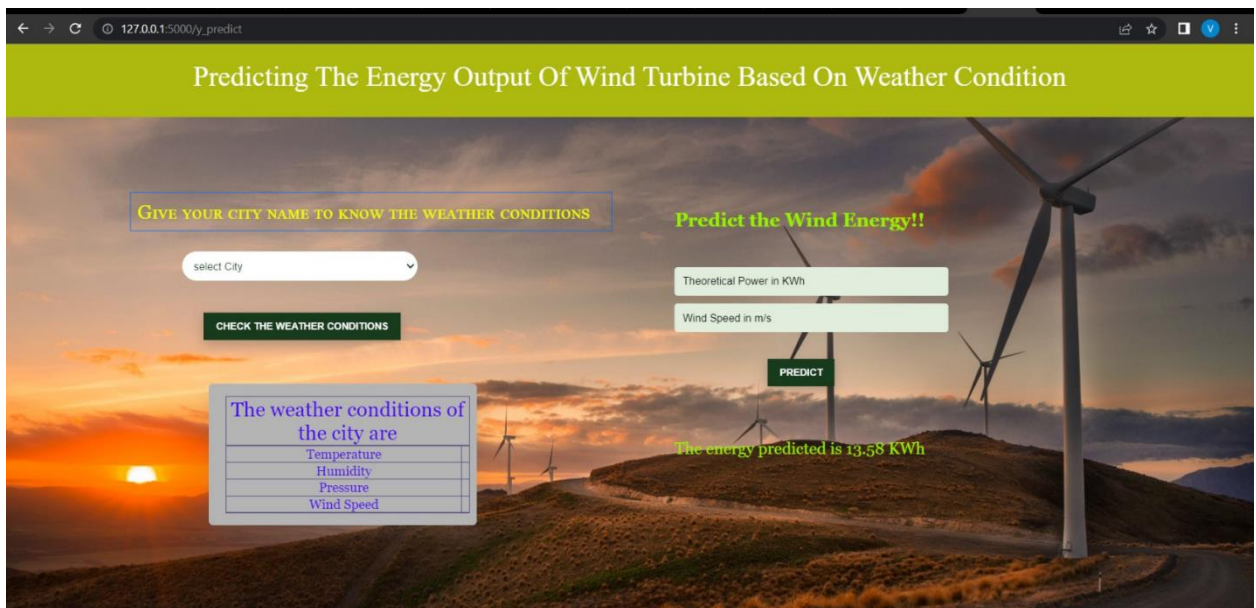 127.0.0.1:5000/y_predict
V
Predicting The Energy Output Of Wind Turbine Based On Weather Condition
GIVE YOUR CITY NAME TO KNOW THE WEATHER CONDITIONS
select City
CHECK THE WEATHER CONDITIONS
The weather conditions of
the city are
Temperature
Humidity
Pressure
Wind Speed
Predict the Wind Energy!!
Theoretical Power in KWh
Wind Speed in m/s
PREDICT
The energy predicted is 13.58 KWh